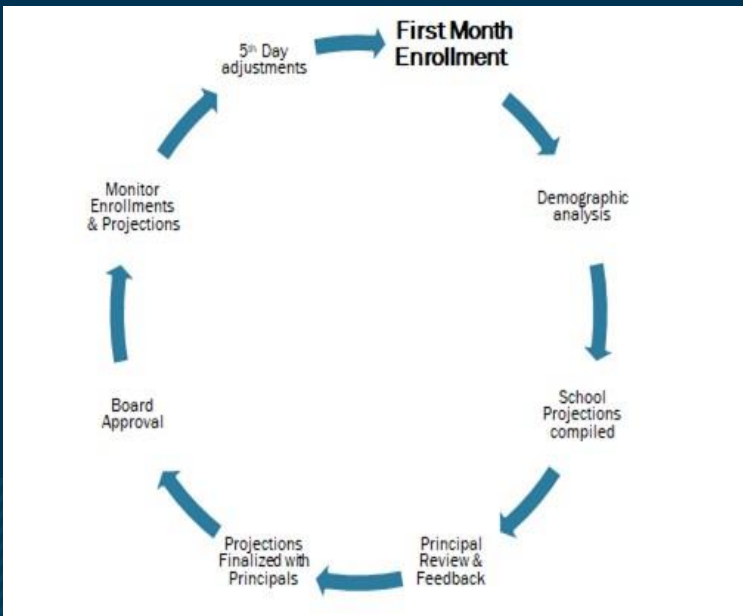 First Month
Enrollment
Demographic
analysis
School
Projections
compiled
Principal
Review &
Feedback
Projections
Finalized with
Principals
Board
Approval
Monitor
Enrollments
& Projections
5th Day
adjustments